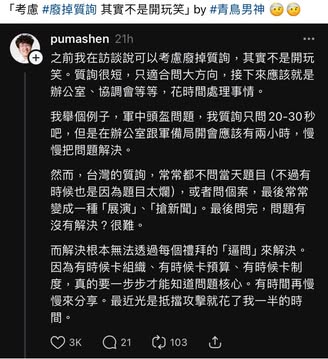 「考慮 #廢掉質詢 其實不是開玩笑」by #青鳥男神 🤕🤕
pumashen 21h
之前我在訪談說可以考慮廢掉質詢，其實不是開玩
笑。質詢很短，只適合問大方向，接下來應該就是
辦公室、協調會等等，花時間處理事情。
我舉個例子，軍中頭盔問題，我質詢只問20-30秒
吧，但是在辦公室跟軍備局開會應該有兩小時，慢
慢把問題解決。
然而，台灣的質詢，常常都不問當天題目（不過有
時候也是因為題目太爛），或者問個案，最後常常
變成一種「展演」、「搶新聞」。最後問完，問題有
沒有解決？很難。
而解決根本無法透過每個禮拜的「逼問」來解決。
因為有時候卡組織、有時候卡預算、有時候卡制
度，真的要一步步才能知道問題核心。有時間再慢
慢來分享。最近光是抵擋攻擊就花了我一半的時
間。
3K 21 103